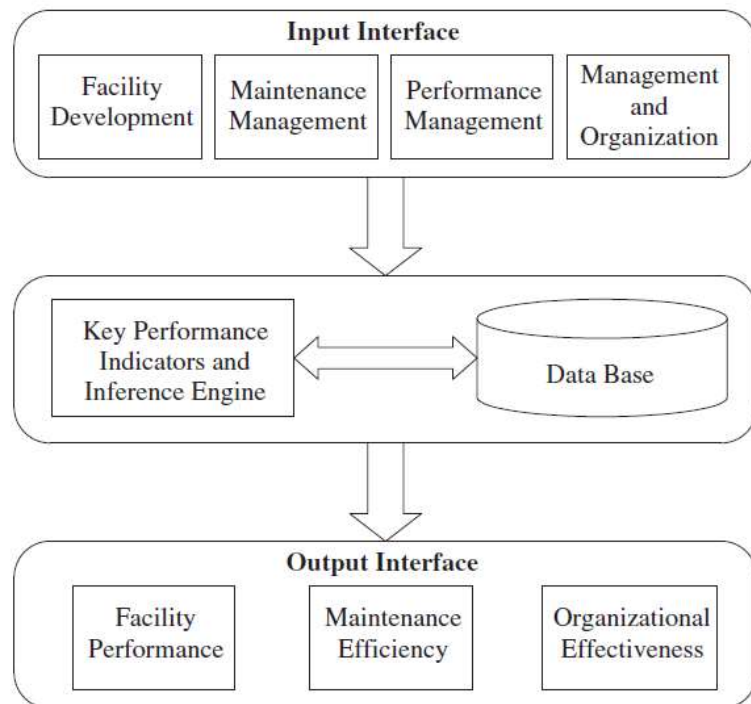 Input Interface
Facility
Development
Maintenance
Management
Performance
Management
Management
and
Organization
Key Performance
Indicators and
Inference Engine
Data Base
Output Interface
Facility
Performance
Maintenance
Efficiency
Organizational
Effectiveness